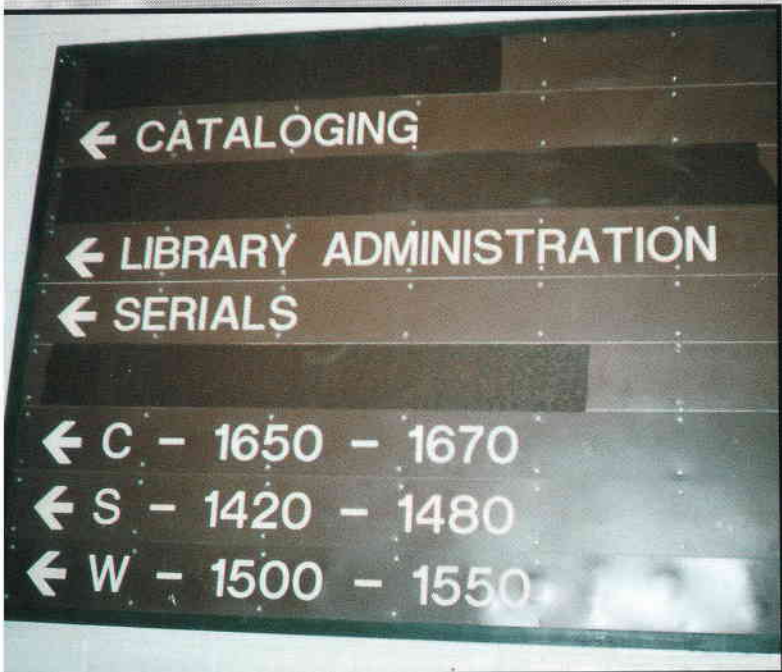 ← CATALOGING
← LIBRARY ADMINISTRATION
← SERIALS
← C - 1650 - 1670
← S - 1420 - 1480
← W - 1500 - 1550